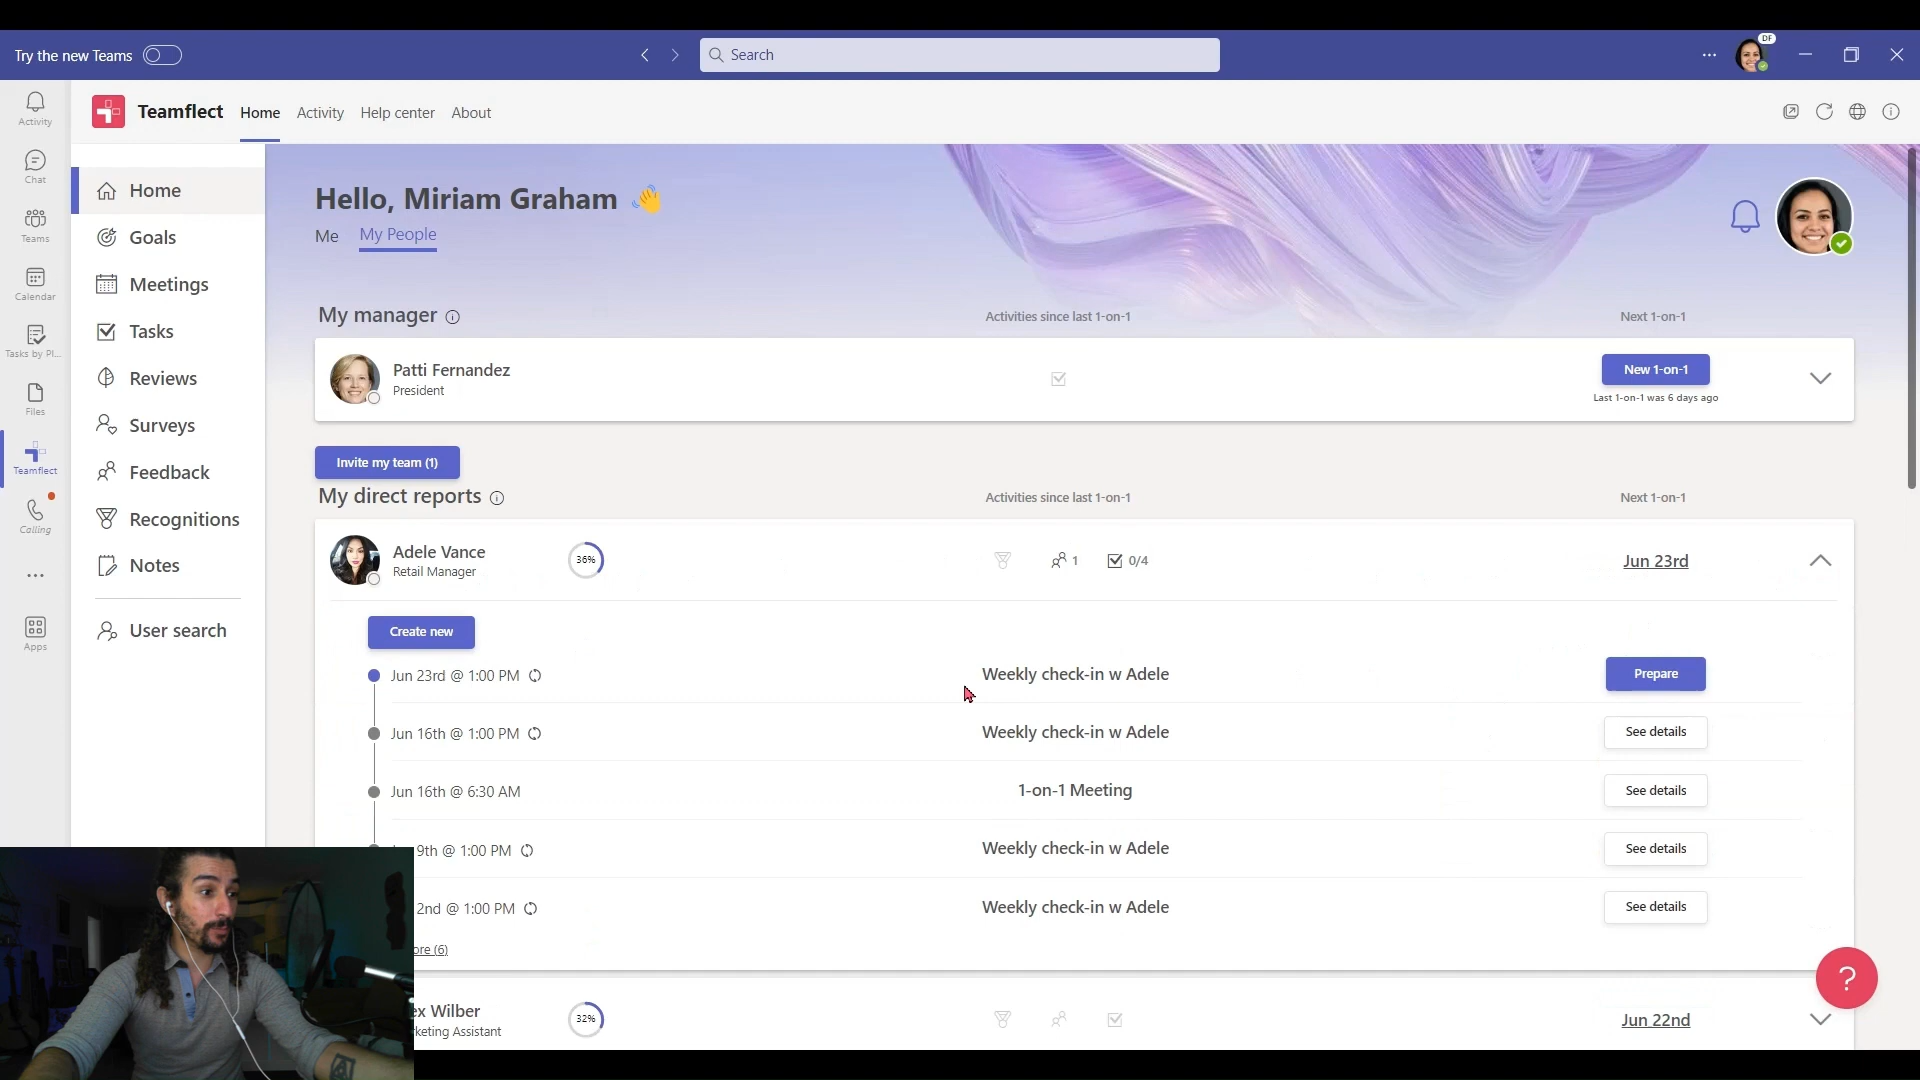 Try the new Teams
Search
DF
Activity
Chat
Teams
Calendar
Tasks by Pl...
Files
Teamflect
Calling
Apps
Teamflect Home Activity Help center About
Home
Goals
Meetings
Tasks
Reviews
Surveys
Feedback
Recognitions
Notes
User search
Hello, Miriam Graham 👋
Me My People
My manager Activities since last 1-on-1 Next 1-on-1
Patti Fernandez
President
New 1-on-1
Last 1-on-1 was 6 days ago
Invite my team (1)
My direct reports Activities since last 1-on-1 Next 1-on-1
Adele Vance
Retail Manager
36% 1 0/4 Jun 23rd
Create new
Jun 23rd @ 1:00 PM Weekly check-in w Adele Prepare
Jun 16th @ 1:00 PM Weekly check-in w Adele See details
Jun 16th @ 6:30 AM 1-on-1 Meeting See details
9th @ 1:00 PM Weekly check-in w Adele See details
2nd @ 1:00 PM Weekly check-in w Adele See details
ore (6)
ex Wilber
keting Assistant
32% Jun 22nd
?